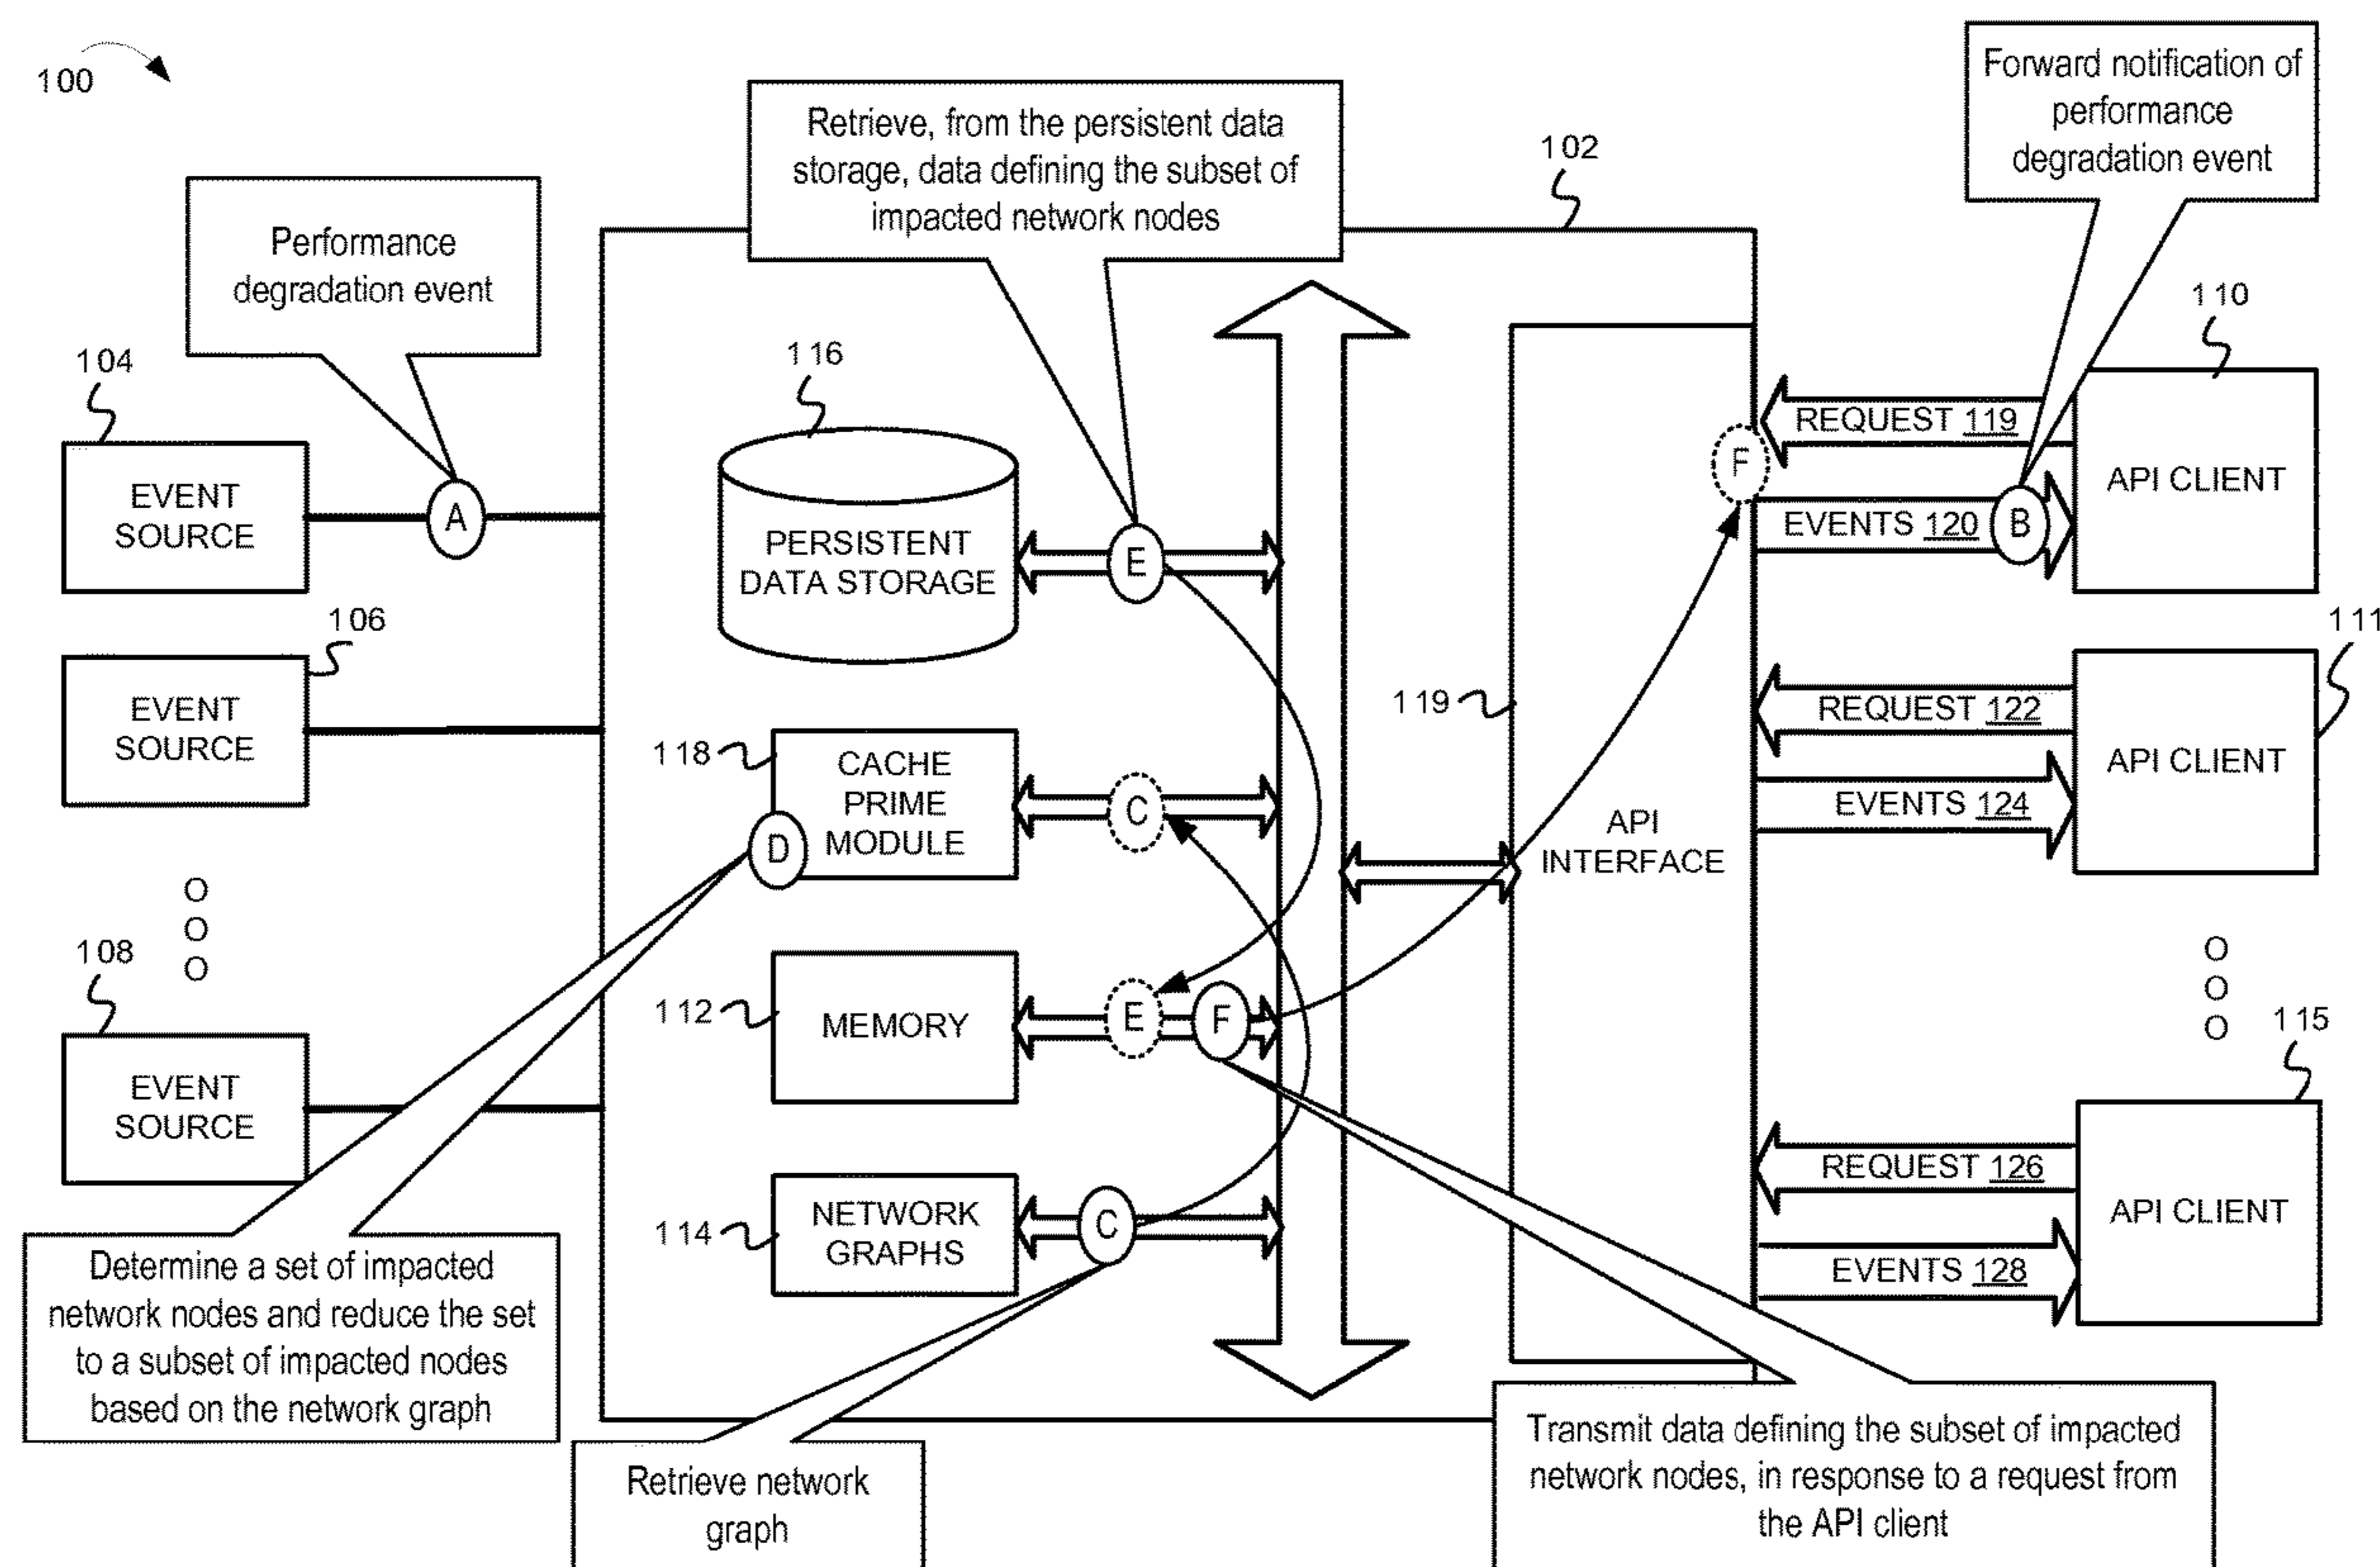 100
Forward notification of
performance
degradation event
Retrieve, from the persistent data
storage, data defining the subset of
impacted network nodes
102
Performance
degradation event
110
116
104
REQUEST 119
F
API CLIENT
EVENT
SOURCE
A
EVENTS 120
B
PERSISTENT
DATA STORAGE
E
106
111
EVENT
SOURCE
119
REQUEST 122
118
CACHE
PRIME
MODULE
C
D
API CLIENT
EVENTS 124
API
INTERFACE
O
O
O
108
O
O
O
112
MEMORY
E
F
115
EVENT
SOURCE
REQUEST 126
114
NETWORK
GRAPHS
C
API CLIENT
EVENTS 128
Determine a set of impacted
network nodes and reduce the set
to a subset of impacted nodes
based on the network graph
Retrieve network
graph
Transmit data defining the subset of impacted
network nodes, in response to a request from
the API client